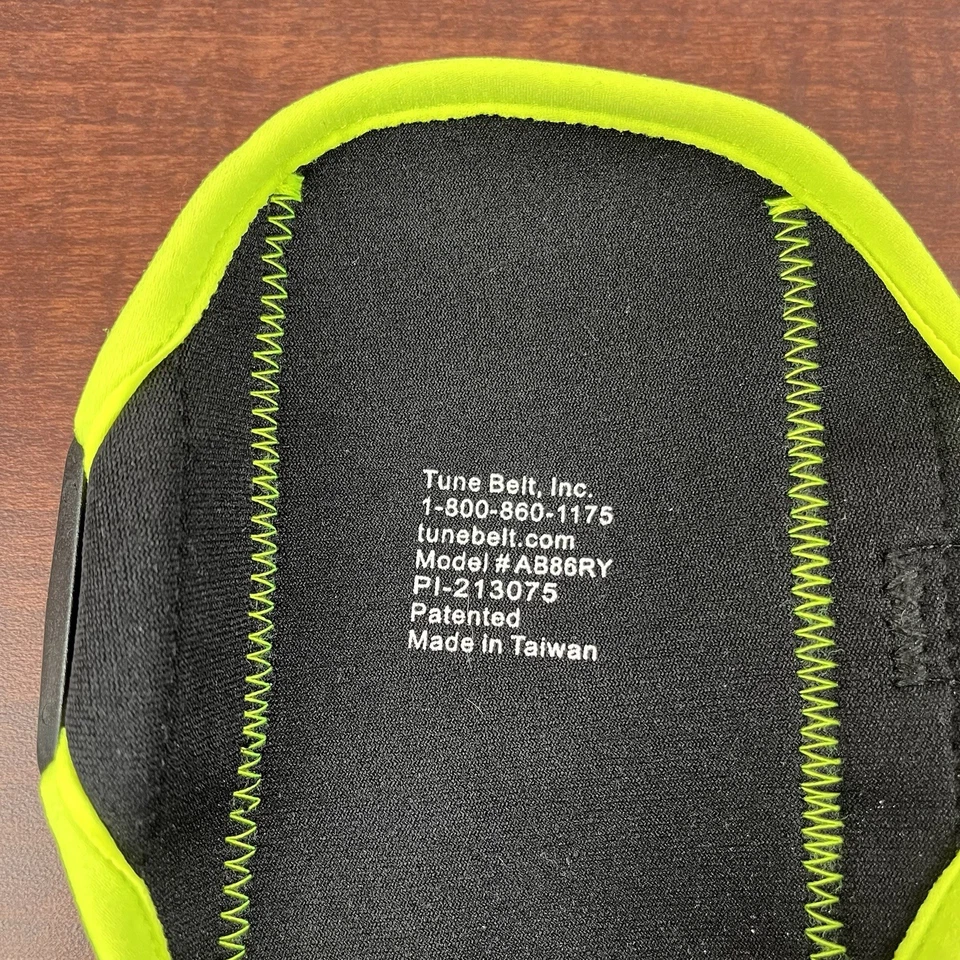 Tune Belt, Inc.
1-800-860-1175
tunebelt.com
Model # AB86RY
PI-213075
Patented
Made in Taiwan